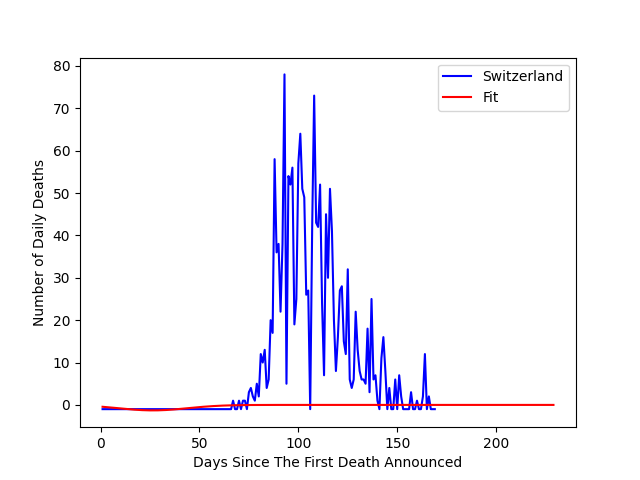 Switzerland
Fit
Number of Daily Deaths
80
70
60
50
40
30
20
10
0
0 50 100 150 200
Days Since The First Death Announced